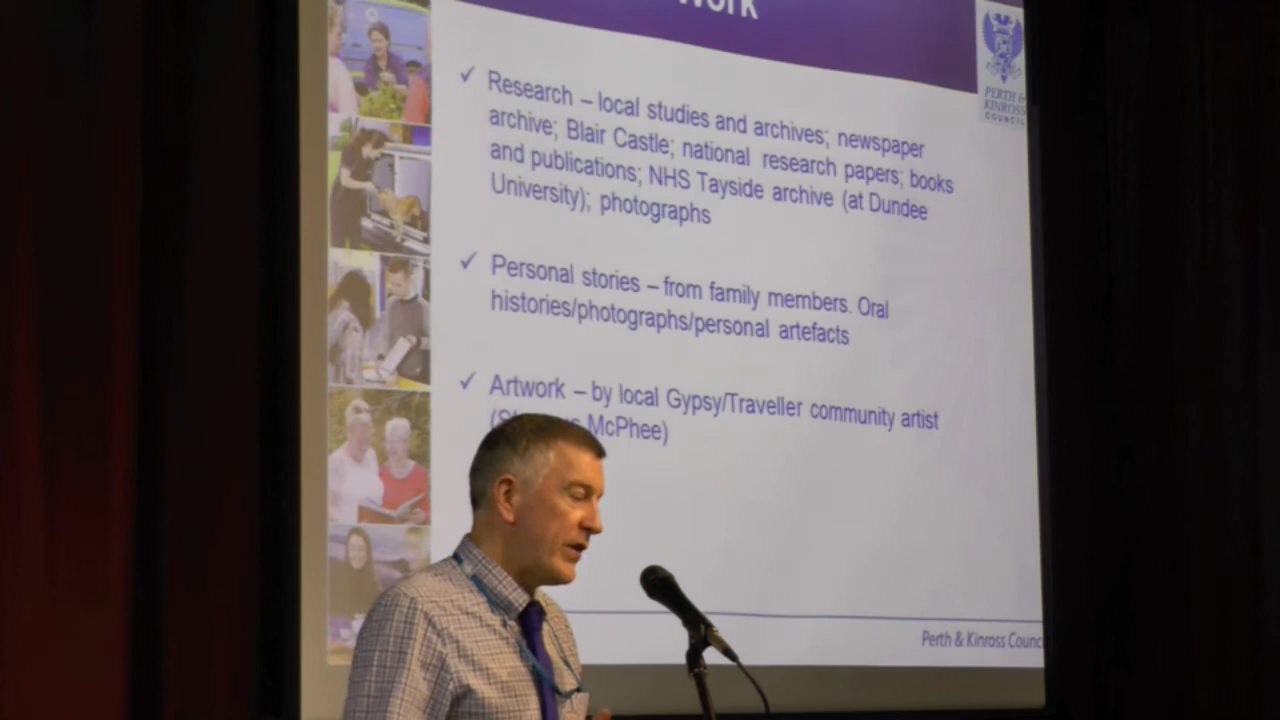 ✓ Research – local studies and archives; newspaper
archive; Blair Castle; national research papers; books
and publications; NHS Tayside archive (at Dundee
University); photographs
✓ Personal stories – from family members. Oral
histories/photographs/personal artefacts
✓ Artwork – by local Gypsy/Traveller community artist
McPhee)
PERTH &
KINROSS
COUNCIL
Perth & Kinross